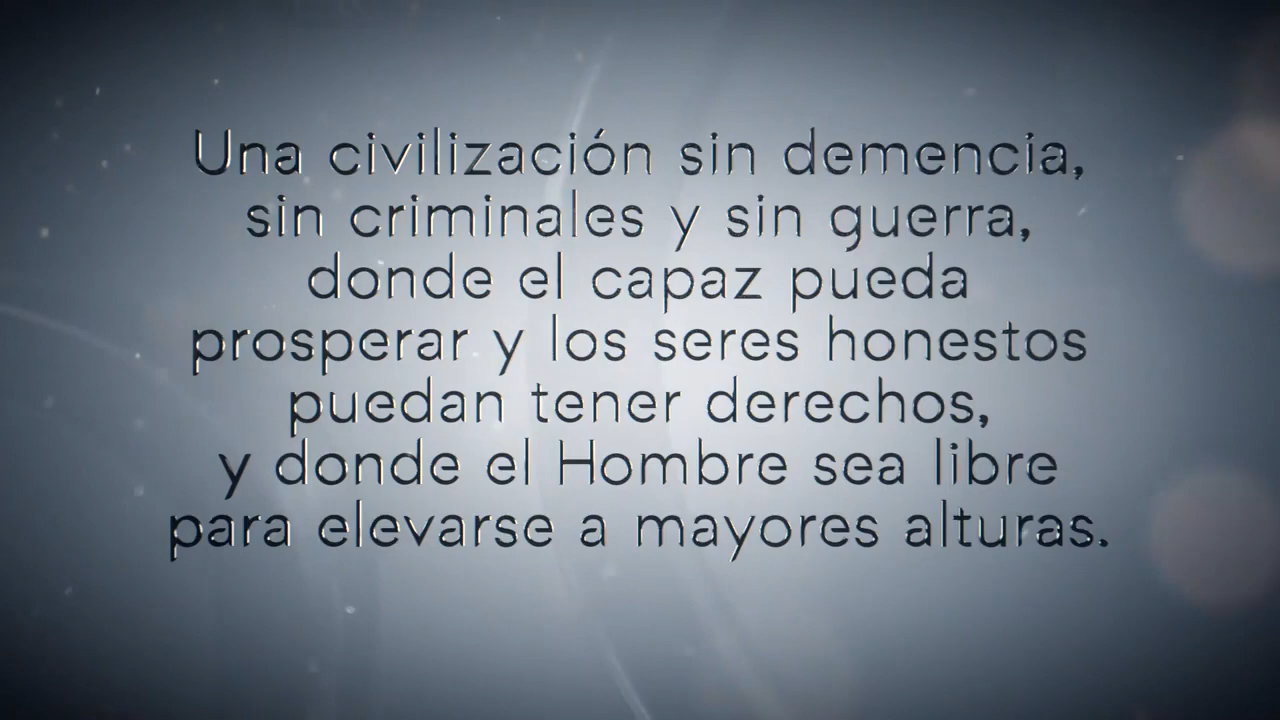 Una civilización sin demencia,
sin criminales y sin guerra,
donde el capaz pueda
prosperar y los seres honestos
puedan tener derechos,
y donde el Hombre sea libre
para elevarse a mayores alturas.